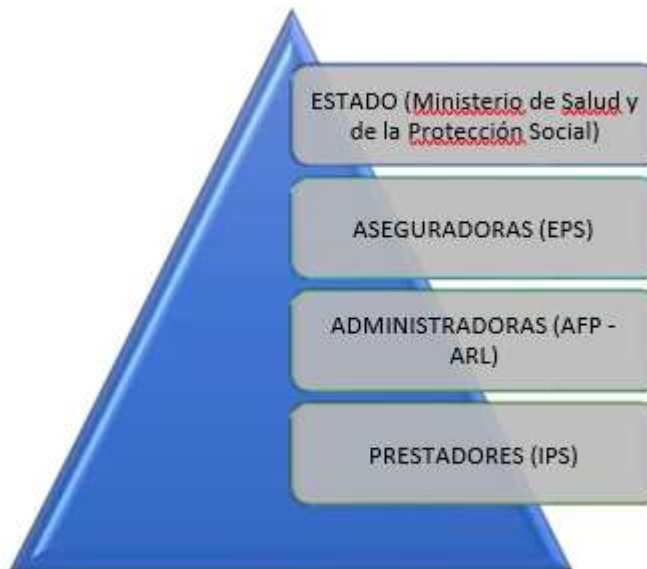 ESTADO (Ministerio de Salud y
de la Protección Social)
ASEGURADORAS (EPS)
ADMINISTRADORAS (AFP -
ARL)
PRESTADORES (IPS)